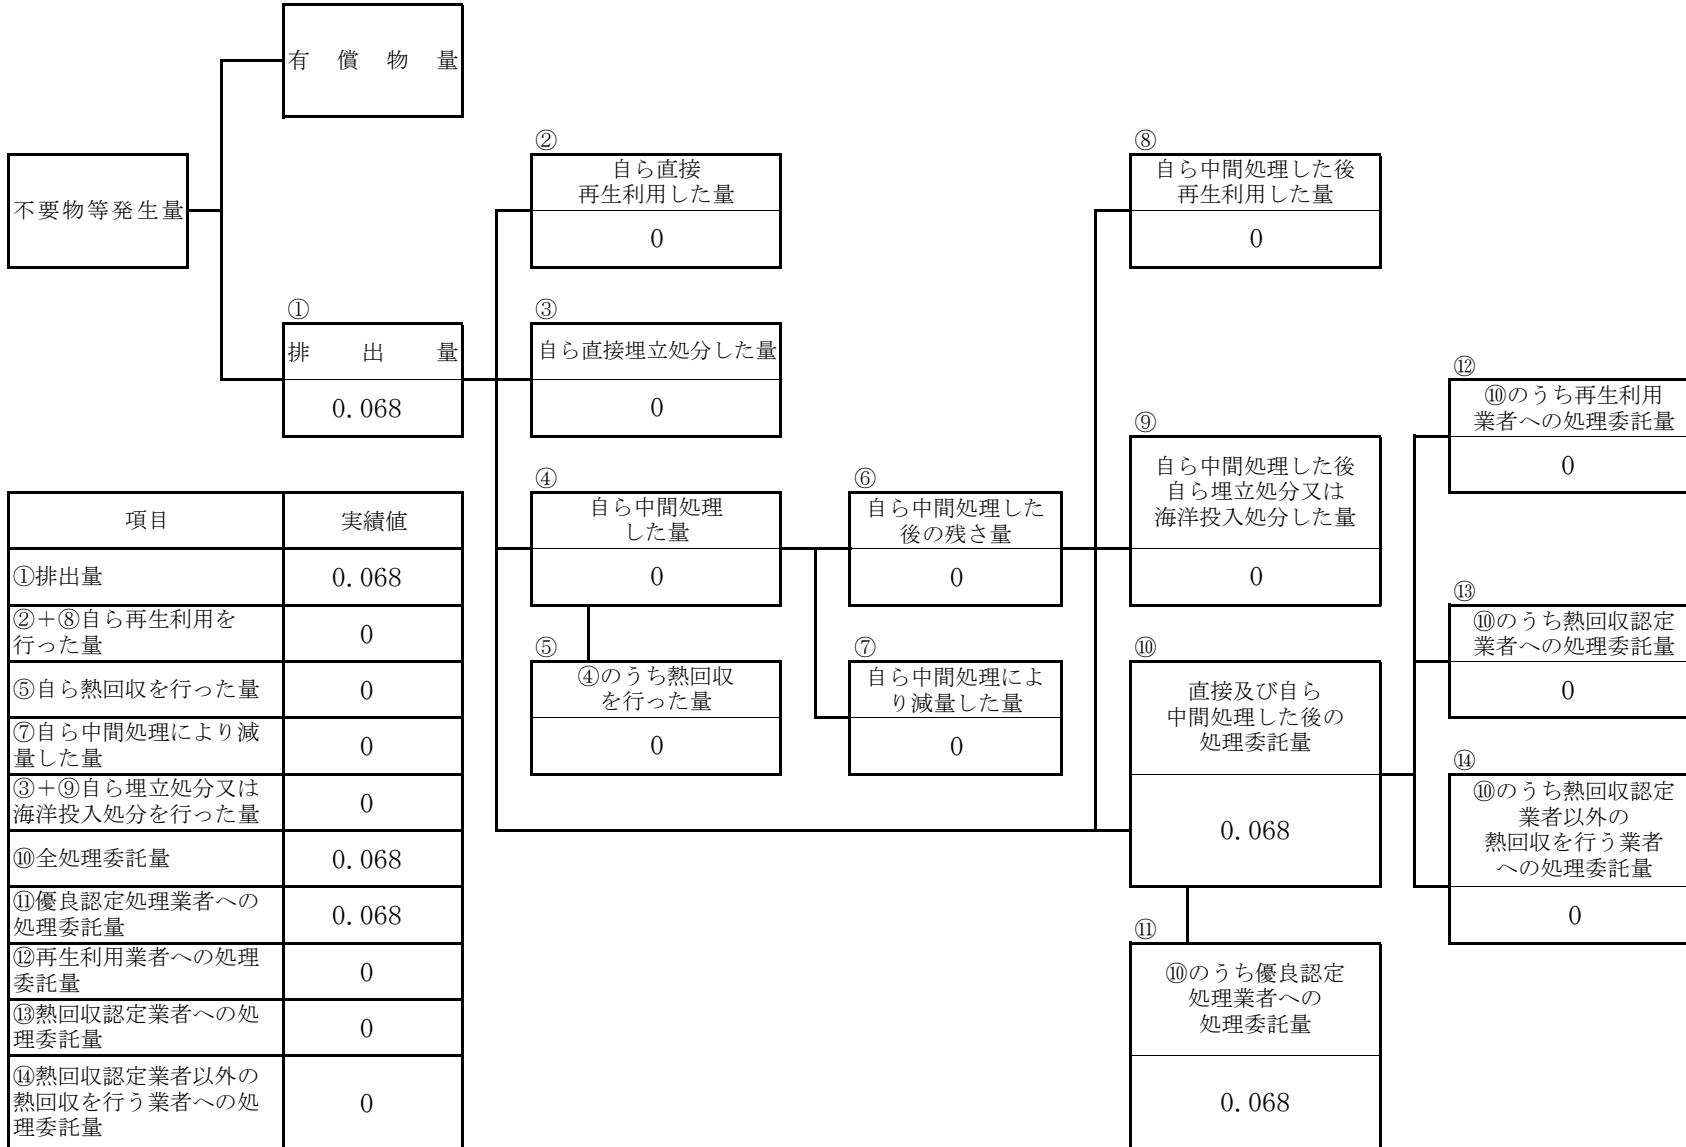 有償物量
不要物等発生量
②
自ら直接
再生利用した量
0
⑧
自ら中間処理した後
再生利用した量
0
①
排出量
0.068
③
自ら直接埋立処分した量
0
④
自ら中間処理
した量
0
⑥
自ら中間処理した
後の残さ量
0
⑨
自ら中間処理した後
自ら埋立処分又は
海洋投入処分した量
0
⑫
⑩のうち再生利用
業者への処理委託量
0
⑤
④のうち熱回収
を行った量
0
⑦
自ら中間処理によ
り減量した量
0
⑩
直接及び自ら
中間処理した後の
処理委託量
0.068
⑬
⑩のうち熱回収認定
業者への処理委託量
0
⑭
⑩のうち熱回収認定
業者以外の
熱回収を行う業者
への処理委託量
0
⑪
⑩のうち優良認定
処理業者への
処理委託量
0.068
項目 実績値
①排出量 0.068
②+⑧自ら再生利用を
行った量 0
⑤自ら熱回収を行った量 0
⑦自ら中間処理により減
量した量 0
③+⑨自ら埋立処分又は
海洋投入処分を行った量 0
⑩全処理委託量 0.068
⑪優良認定処理業者への
処理委託量 0.068
⑫再生利用業者への処理
委託量 0
⑬熱回収認定業者への処
理委託量 0
⑭熱回収認定業者以外の
熱回収を行う業者への処
理委託量 0